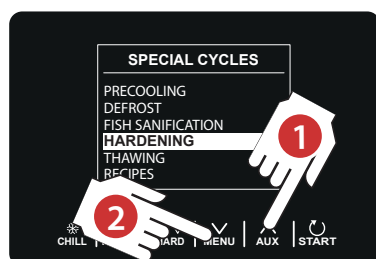 SPECIAL CYCLES
PRECOOLING
DEFROST
FISH SANIFICATION
HARDENING
THAWING
RECIPES
1
2
CHILL MENU AUX START